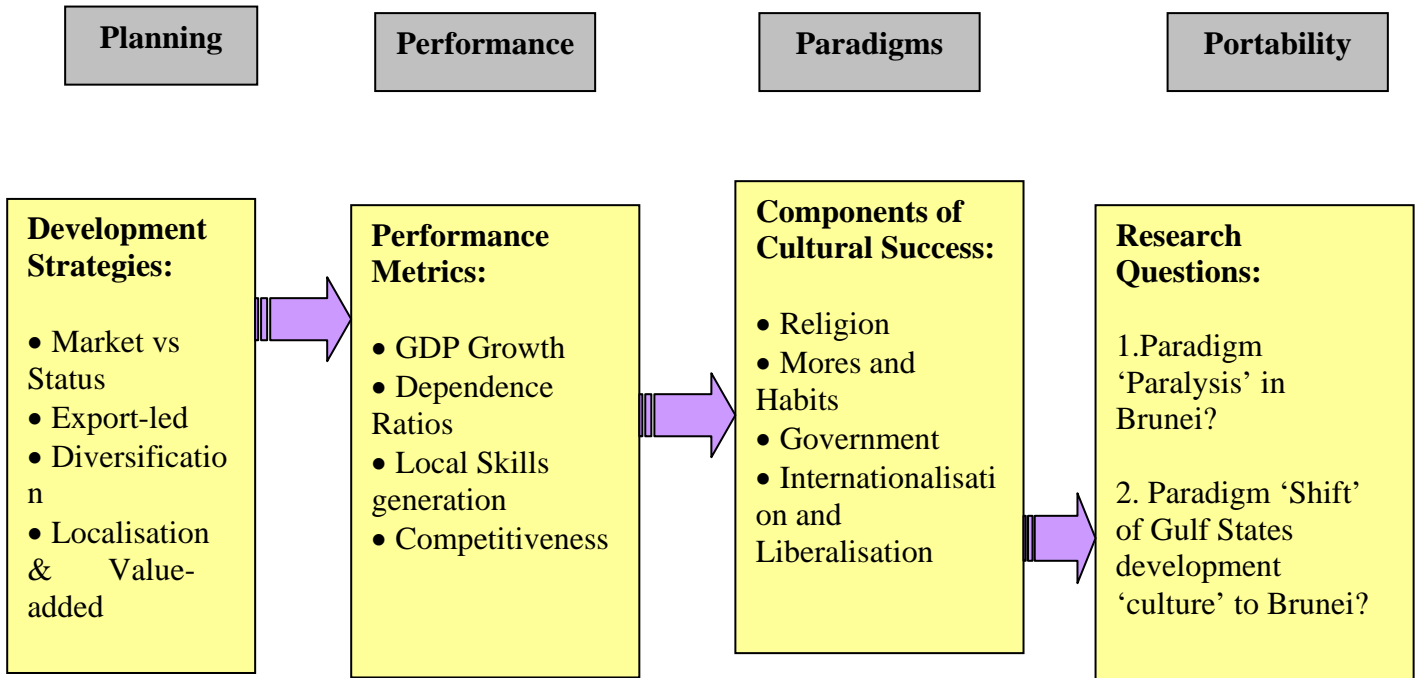 Planning
Performance
Paradigms
Portability
Development
Strategies:
• Market vs
Status
• Export-led
• Diversificatio
n
• Localisation
& Value-
added
Performance
Metrics:
• GDP Growth
• Dependence
Ratios
• Local Skills
generation
• Competitiveness
Components of
Cultural Success:
• Religion
• Mores and
Habits
• Government
• Internationalisati
on and
Liberalisation
Research
Questions:
1.Paradigm
‘Paralysis’ in
Brunei?
2. Paradigm ‘Shift’
of Gulf States
development
‘culture’ to Brunei?